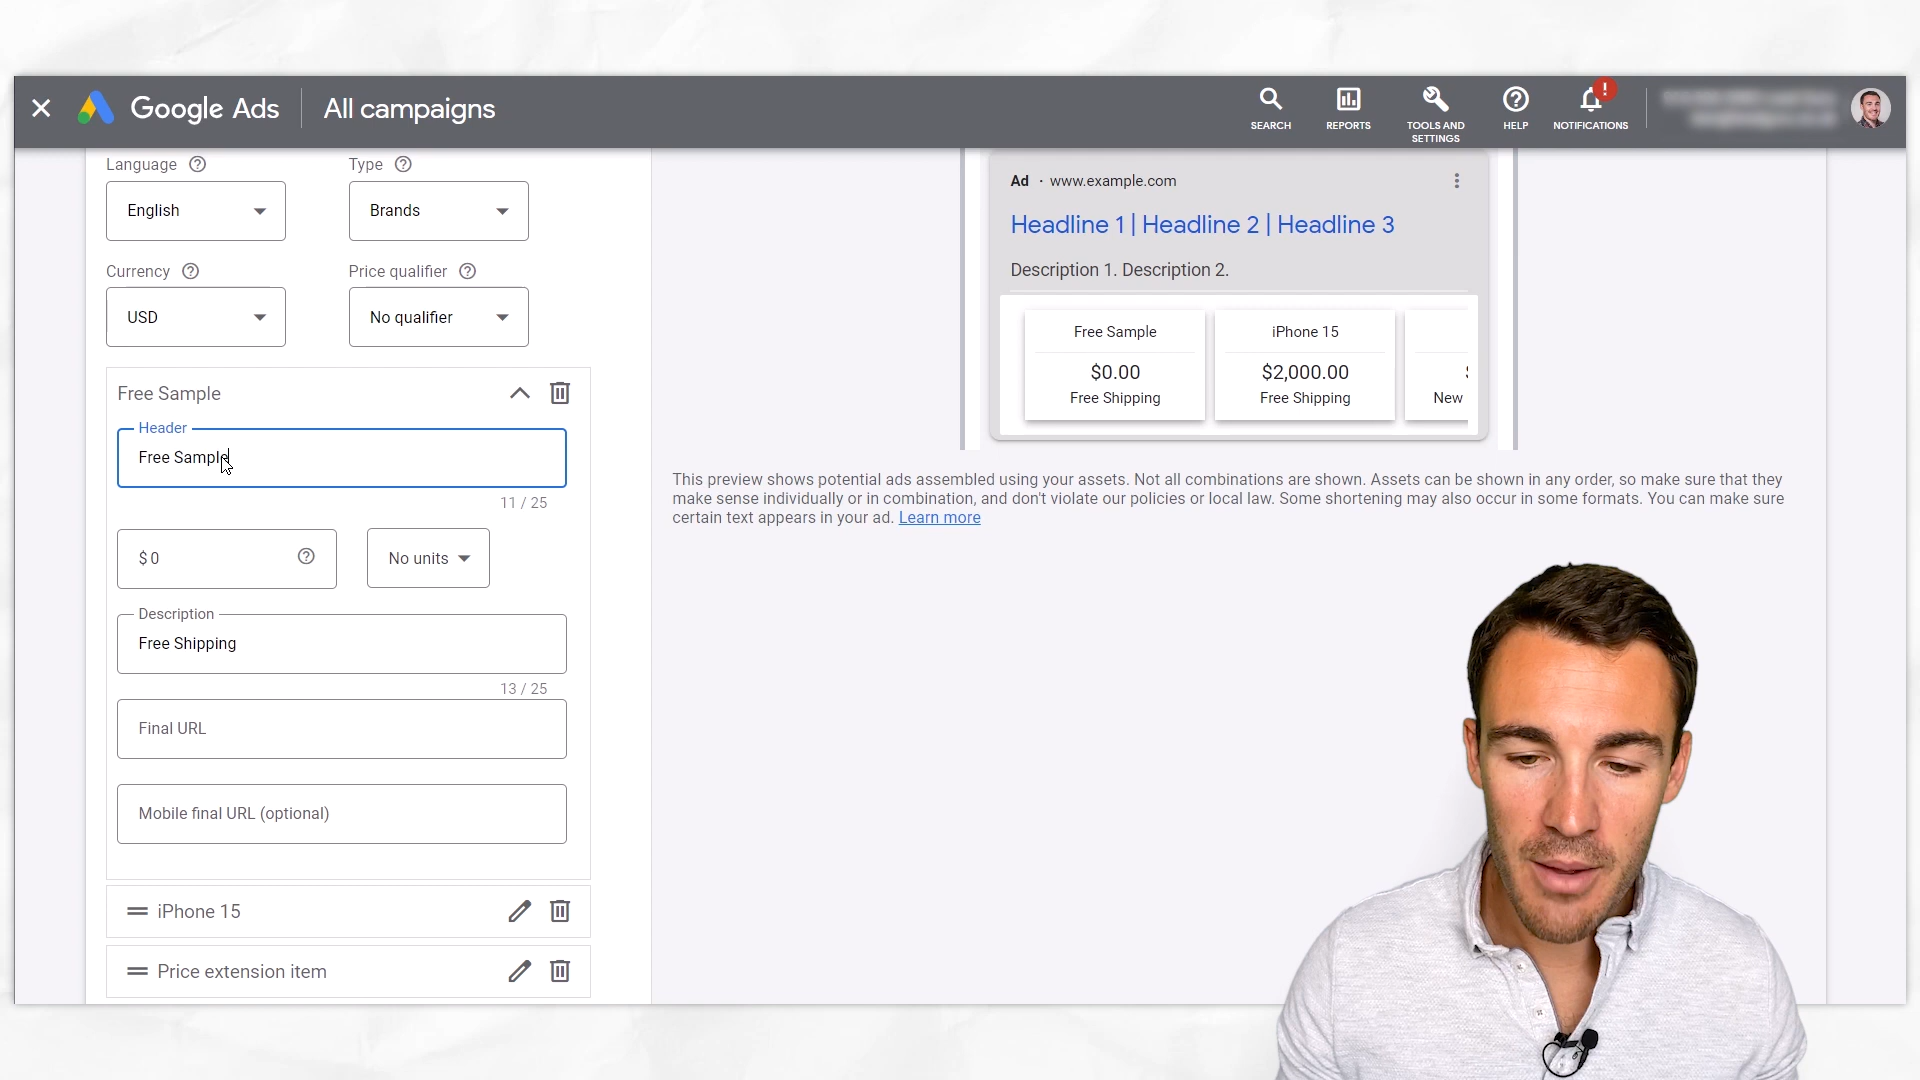 Google Ads
All campaigns
SEARCH
REPORTS
TOOLS AND
SETTINGS
HELP
!
NOTIFICATIONS
Language
Type
English
Brands
Currency
Price qualifier
USD
No qualifier
Free Sample
Header
Free Sample
11 / 25
$ 0
No units
Description
Free Shipping
13 / 25
Final URL
Mobile final URL (optional)
iPhone 15
Price extension item
Ad · www.example.com
Headline 1 | Headline 2 | Headline 3
Description 1. Description 2.
Free Sample
$0.00
Free Shipping
iPhone 15
$2,000.00
Free Shipping
New
This preview shows potential ads assembled using your assets. Not all combinations are shown. Assets can be shown in any order, so make sure that they
make sense individually or in combination, and don't violate our policies or local law. Some shortening may also occur in some formats. You can make sure
certain text appears in your ad. Learn more